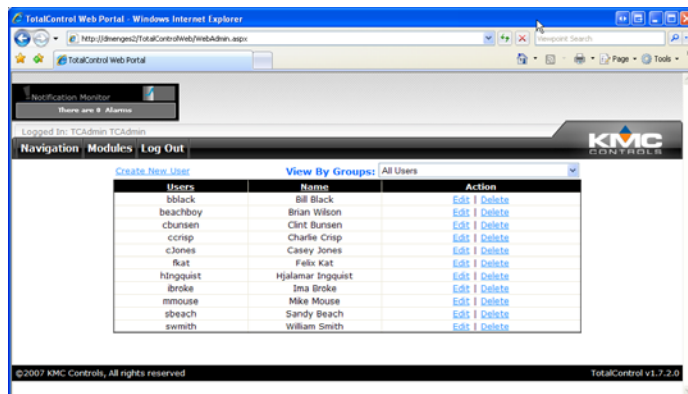 TotalControl Web Portal - Windows Internet Explorer
http://dmenges2/TotalControlWeb/WebAdmin.aspx
Viewpoint Search
TotalControl Web Portal
Page
Tools
Notification Monitor
There are 0 Alarms
Logged In: TCAdmin TCAdmin
Navigation Modules Log Out
KMC
CONTROLS
Create New User View By Groups: All Users
Users Name Action
bblack Bill Black Edit | Delete
beachboy Brian Wilson Edit | Delete
cbunsen Clint Bunsen Edit | Delete
ccrisp Charlie Crisp Edit | Delete
cJones Casey Jones Edit | Delete
fkat Felix Kat Edit | Delete
hIngquist Hjalamar Ingquist Edit | Delete
ibroke Ima Broke Edit | Delete
mmouse Mike Mouse Edit | Delete
sbeach Sandy Beach Edit | Delete
swmith William Smith Edit | Delete
©2007 KMC Controls, All rights reserved TotalControl v1.7.2.0